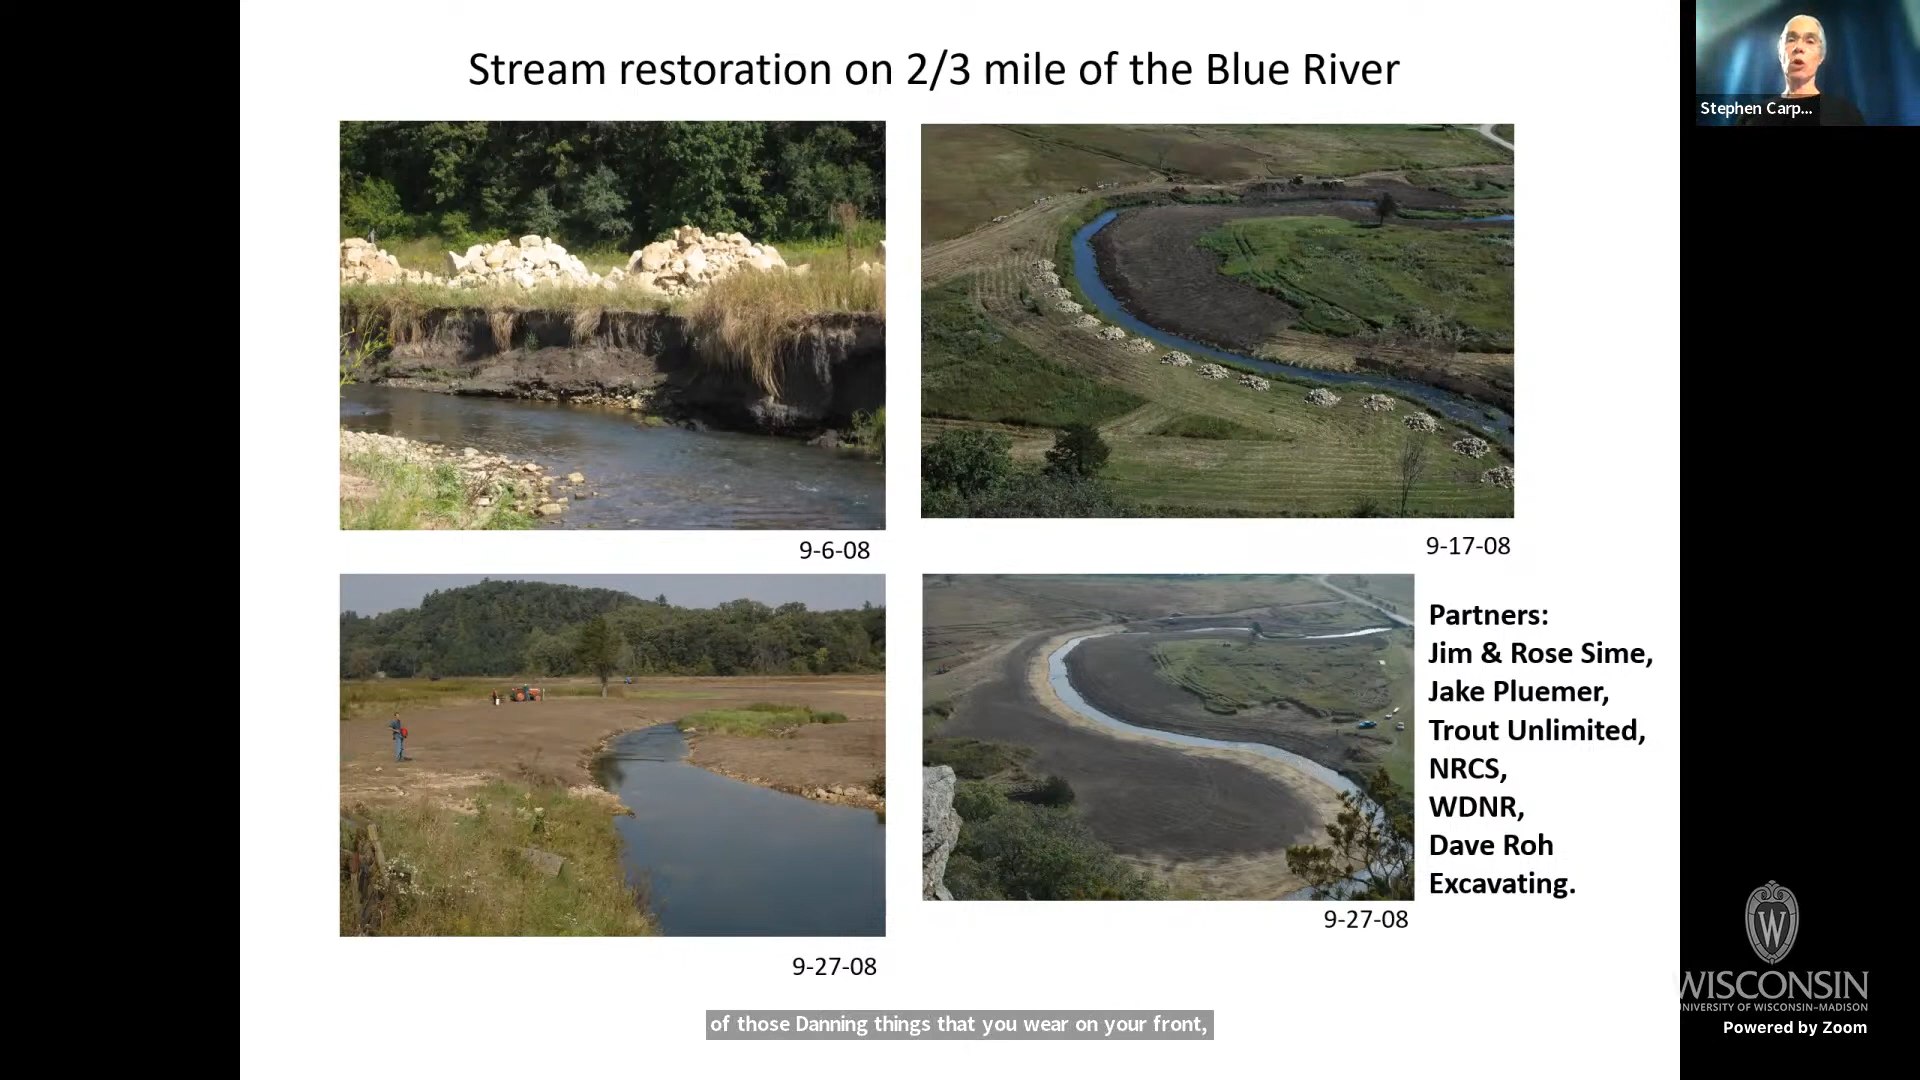 Stream restoration on 2/3 mile of the Blue River
Stephen Carp...
9-6-08
9-17-08
Partners:
Jim & Rose Sime,
Jake Pluemer,
Trout Unlimited,
NRCS,
WDNR,
Dave Roh
Excavating.
9-27-08
9-27-08
W
WISCONSIN
UNIVERSITY OF WISCONSIN–MADISON
Powered by Zoom
of those Danning things that you wear on your front,